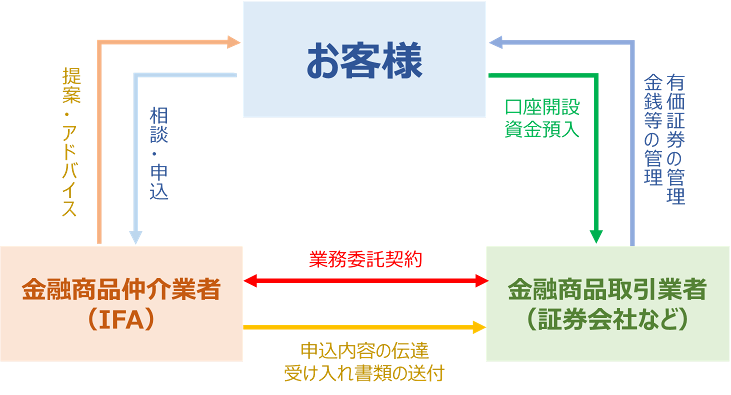 お客様
提案・アドバイス
相談・申込
口座開設
資金預入
有価証券の管理
金銭等の管理
業務委託契約
金融商品仲介業者
（IFA）
金融商品取引業者
（証券会社など）
申込内容の伝達
受け入れ書類の送付